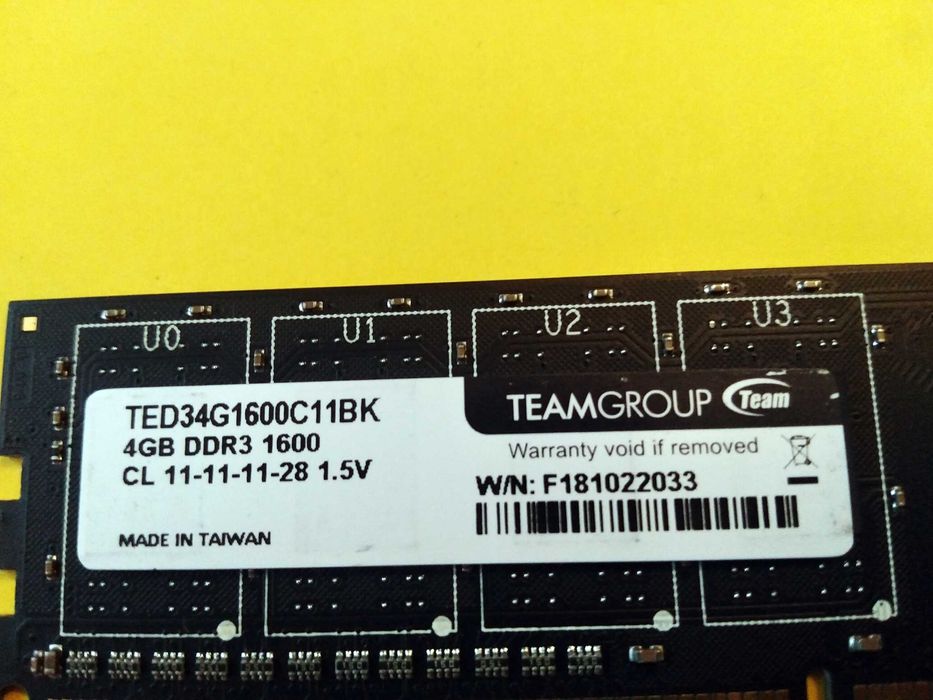 U0 U1 U2 U3
TED34G1600C11BK
4GB DDR3 1600
CL 11-11-11-28 1.5V
MADE IN TAIWAN
TEAMGROUP Team
Warranty void if removed
W/N: F181022033